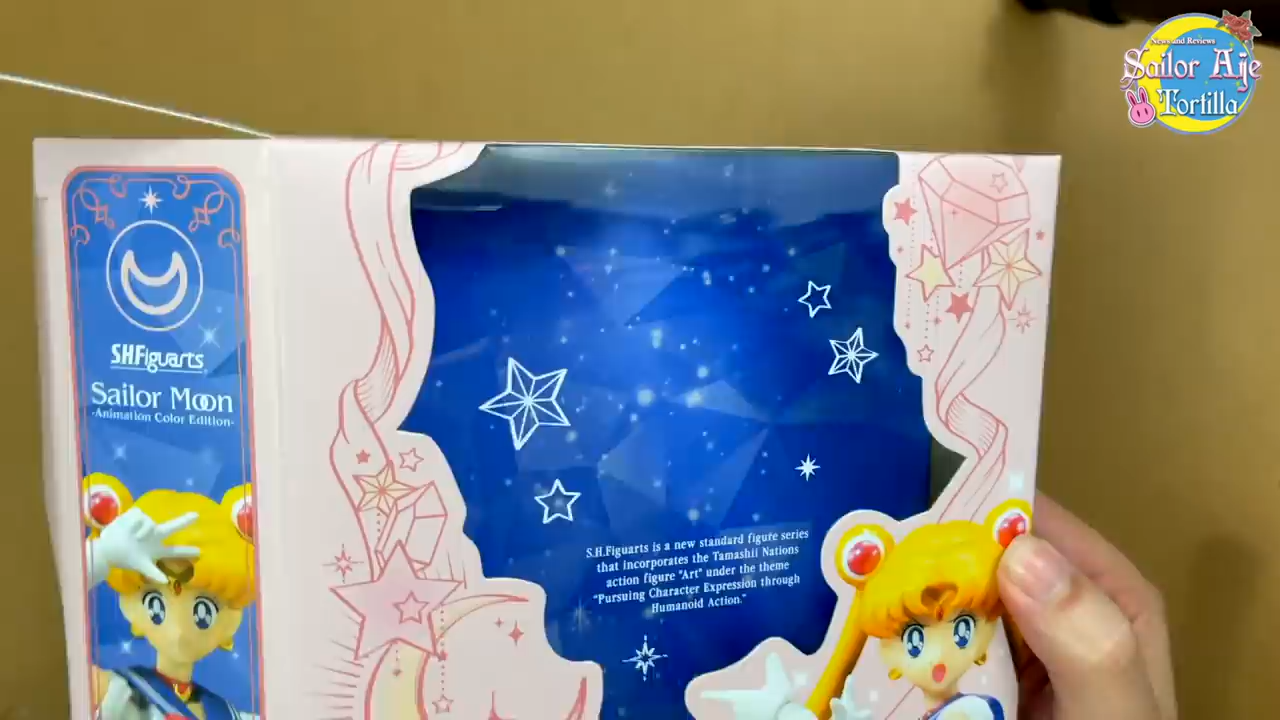 News and Reviews
Sailor Aje
Tortilla
S.H.Figuarts
Sailor Moon
-Animation Color Edition-
S.H.Figuarts is a new standard figure series
that incorporates the Tamashii Nations
action figure "Art" under the theme
"Pursuing Character Expression through
Humanoid Action."